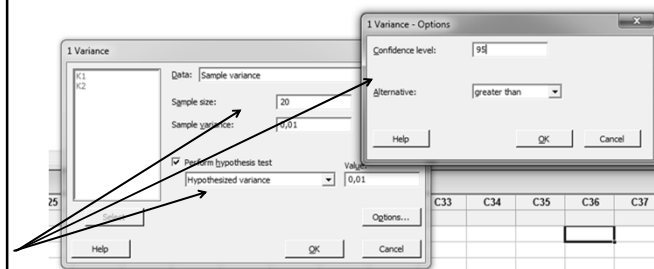 1 Variance - Options
Confidence level: 95
Alternative: greater than
Help OK Cancel
1 Variance
K1
K2
Data: Sample variance
Sample size: 20
Sample variance: 0,01
Perform hypothesis test
Value:
Hypothesized variance 0,01
25 C33 C34 C35 C36 C37
Select
Options...
Help OK Cancel